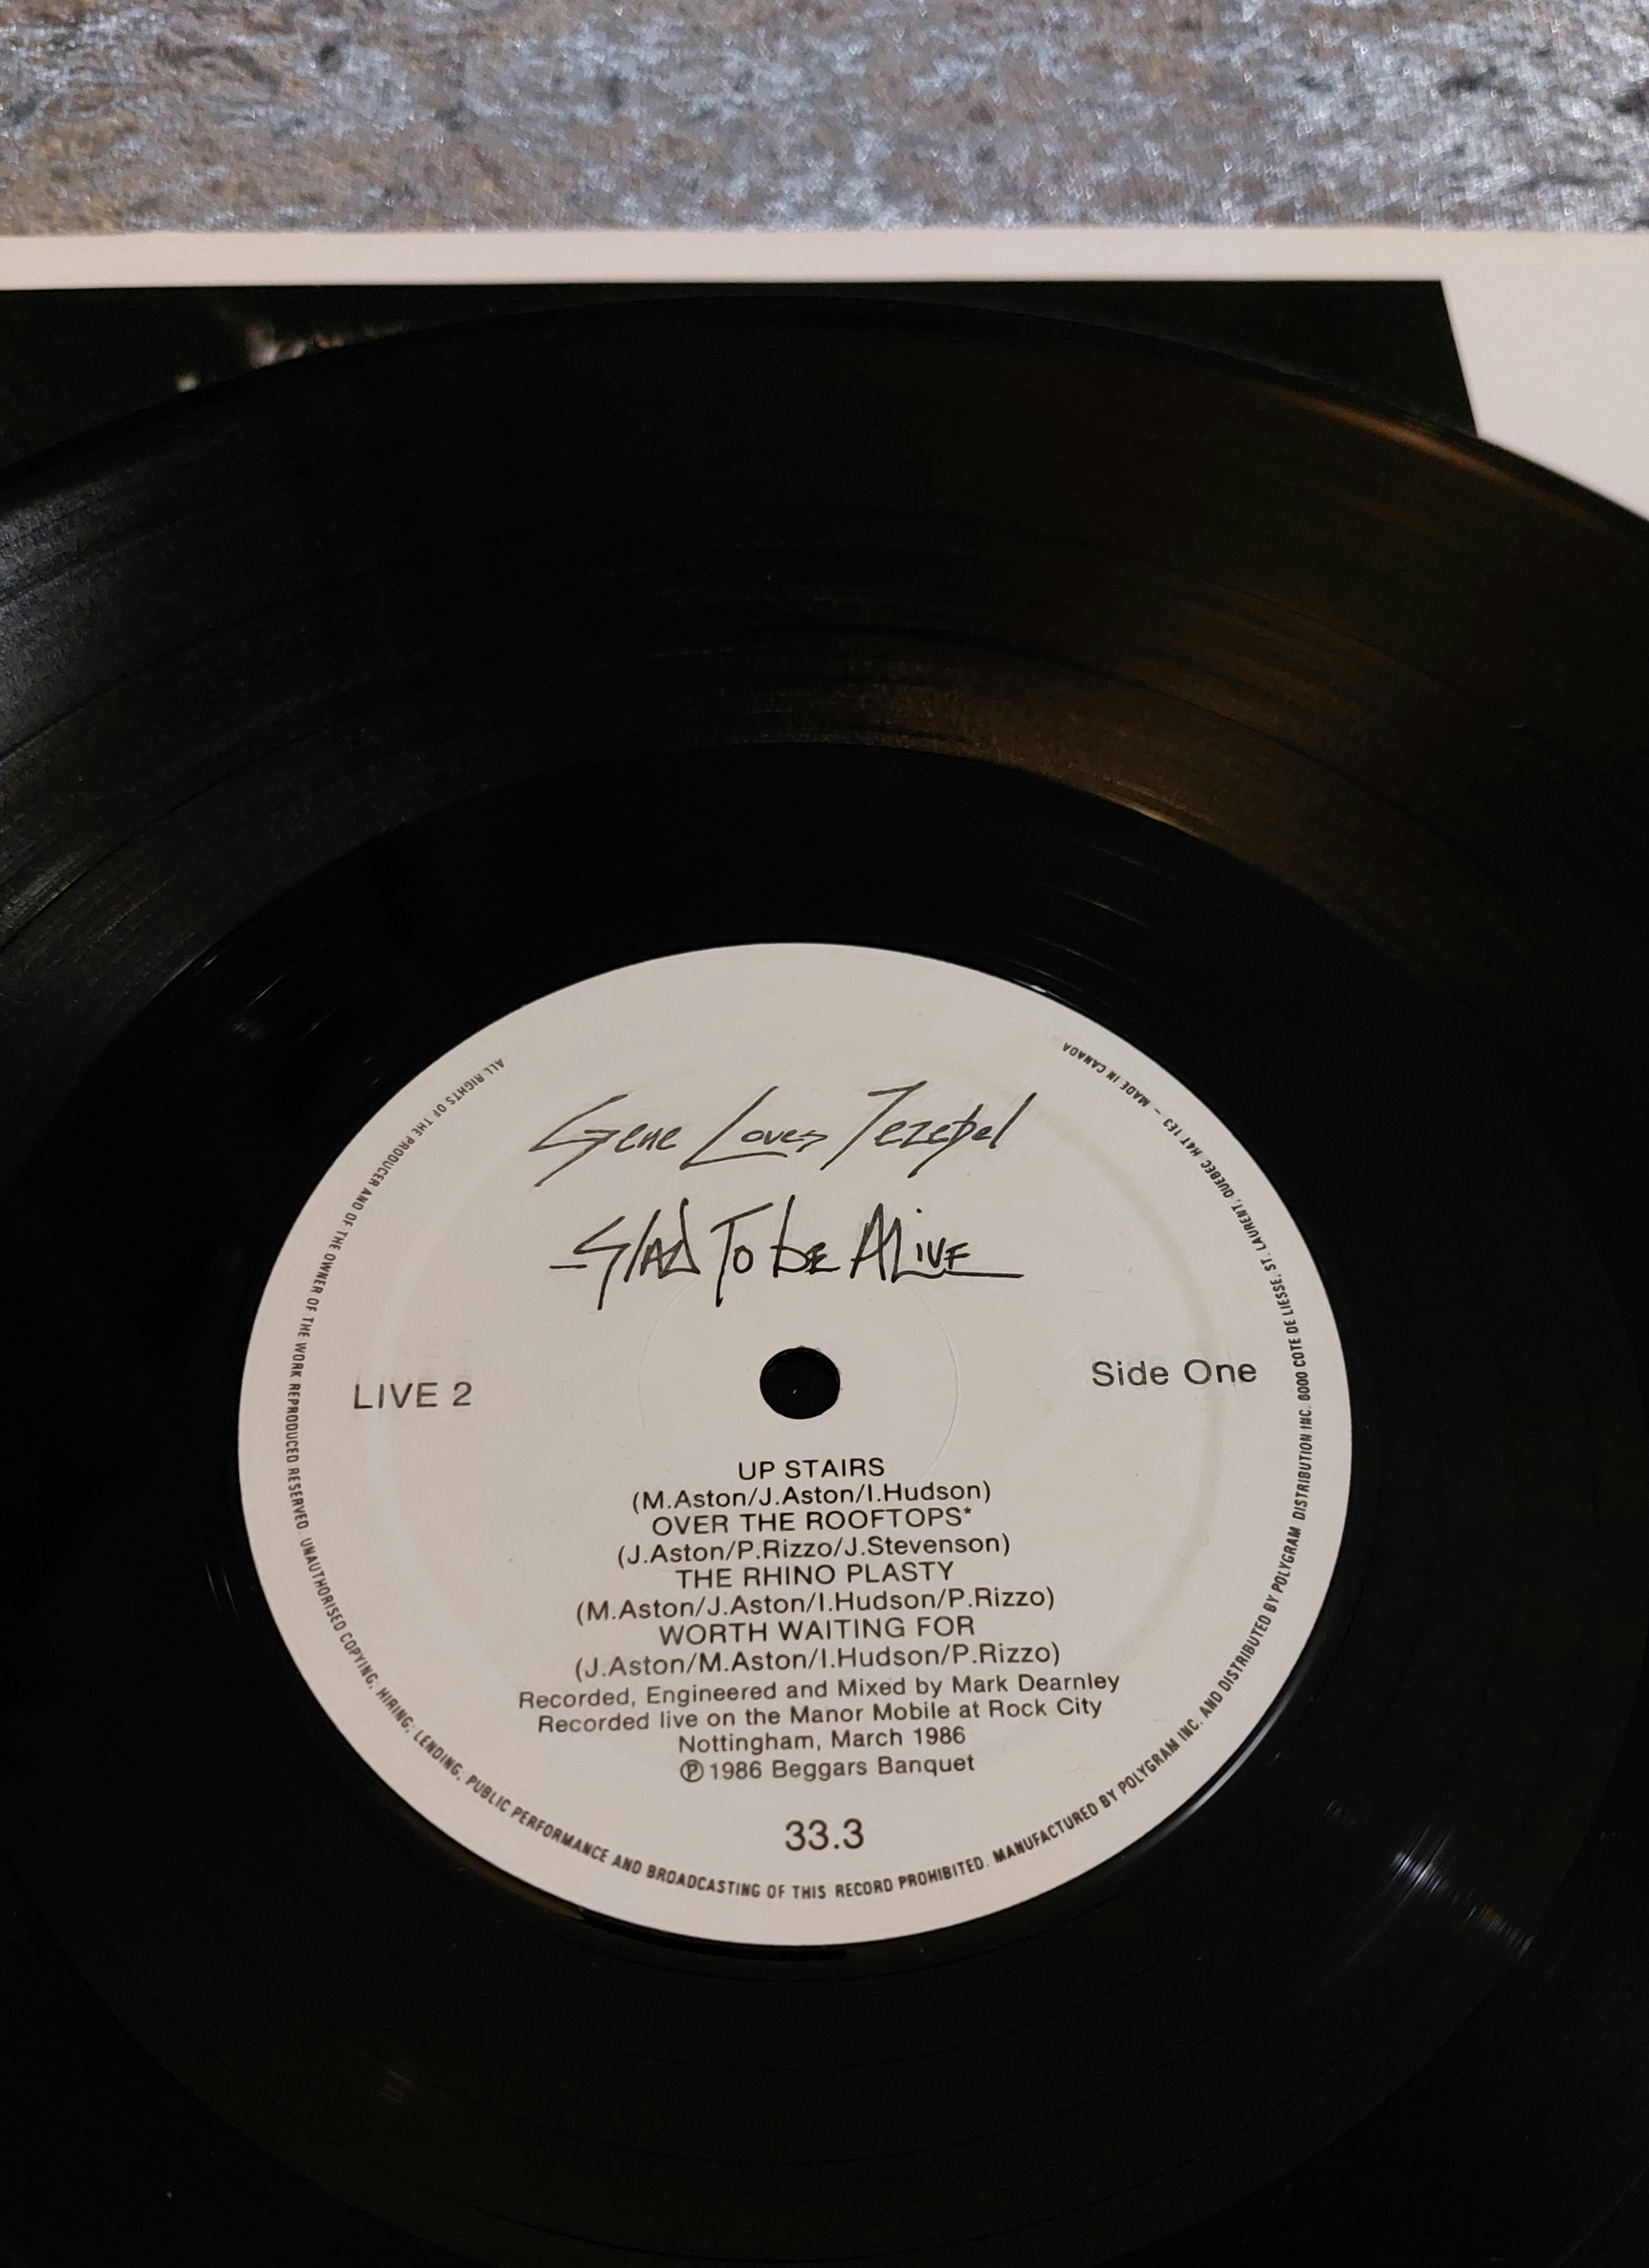 Gene Loves Jezebel
Glad To be Alive
LIVE 2
Side One
UP STAIRS
(M.Aston/J.Aston/I.Hudson)
OVER THE ROOFTOPS*
(J.Aston/P.Rizzo/J.Stevenson)
THE RHINO PLASTY
(M.Aston/J.Aston/I.Hudson/P.Rizzo)
WORTH WAITING FOR
(J.Aston/M.Aston/I.Hudson/P.Rizzo)
Recorded, Engineered and Mixed by Mark Dearnley
Recorded live on the Manor Mobile at Rock City
Nottingham, March 1986
℗ 1986 Beggars Banquet
33.3
ALL RIGHTS OF THE PRODUCER AND OF THE OWNER OF THE WORK REPRODUCED RESERVED. UNAUTHORISED COPYING, HIRING, LENDING, PUBLIC PERFORMANCE AND BROADCASTING OF THIS RECORD PROHIBITED. MANUFACTURED BY POLYGRAM INC. AND DISTRIBUTED BY POLYGRAM DISTRIBUTION INC. 6000 COTE DE LIESSE, ST. LAURENT, QUEBEC H4T 1E3 — MADE IN CANADA